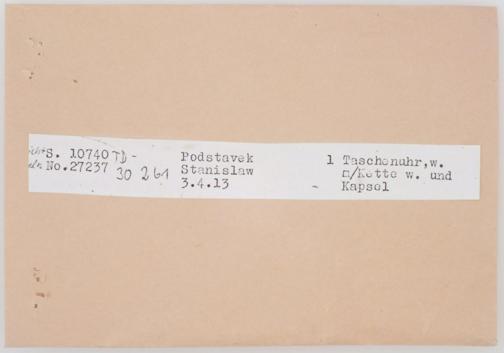 S. 10740 TD-
No.27237 30 261
Podstavek
Stanislaw
3.4.13
1 Taschenuhr,w.
m/Kette w. und
Kapsel